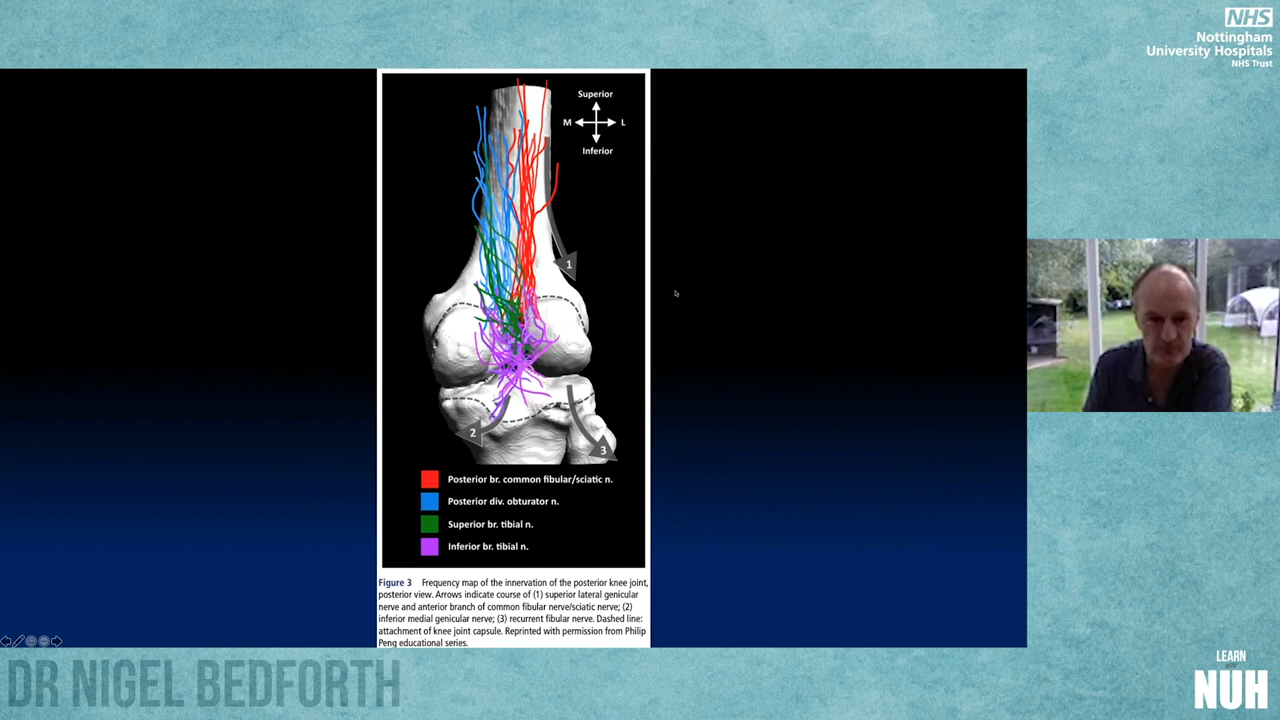 NHS
Nottingham
University Hospitals
NHS Trust
Superior
M
L
Inferior
1
2
3
Posterior br. common fibular/sciatic n.
Posterior div. obturator n.
Superior br. tibial n.
Inferior br. tibial n.
Figure 3 Frequency map of the innervation of the posterior knee joint,
posterior view. Arrows indicate course of (1) superior lateral genicular
nerve and anterior branch of common fibular nerve/sciatic nerve; (2)
inferior medial genicular nerve; (3) recurrent fibular nerve. Dashed line:
attachment of knee joint capsule. Reprinted with permission from Philip
Peng educational series.
DR NIGEL BEDFORTH
LEARN
NUH